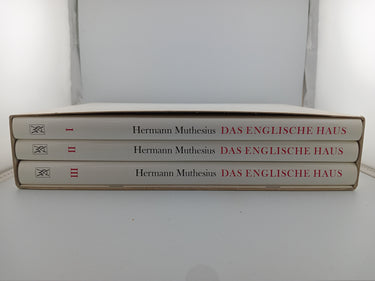 I Hermann Muthesius DAS ENGLISCHE HAUS
II Hermann Muthesius DAS ENGLISCHE HAUS
III Hermann Muthesius DAS ENGLISCHE HAUS